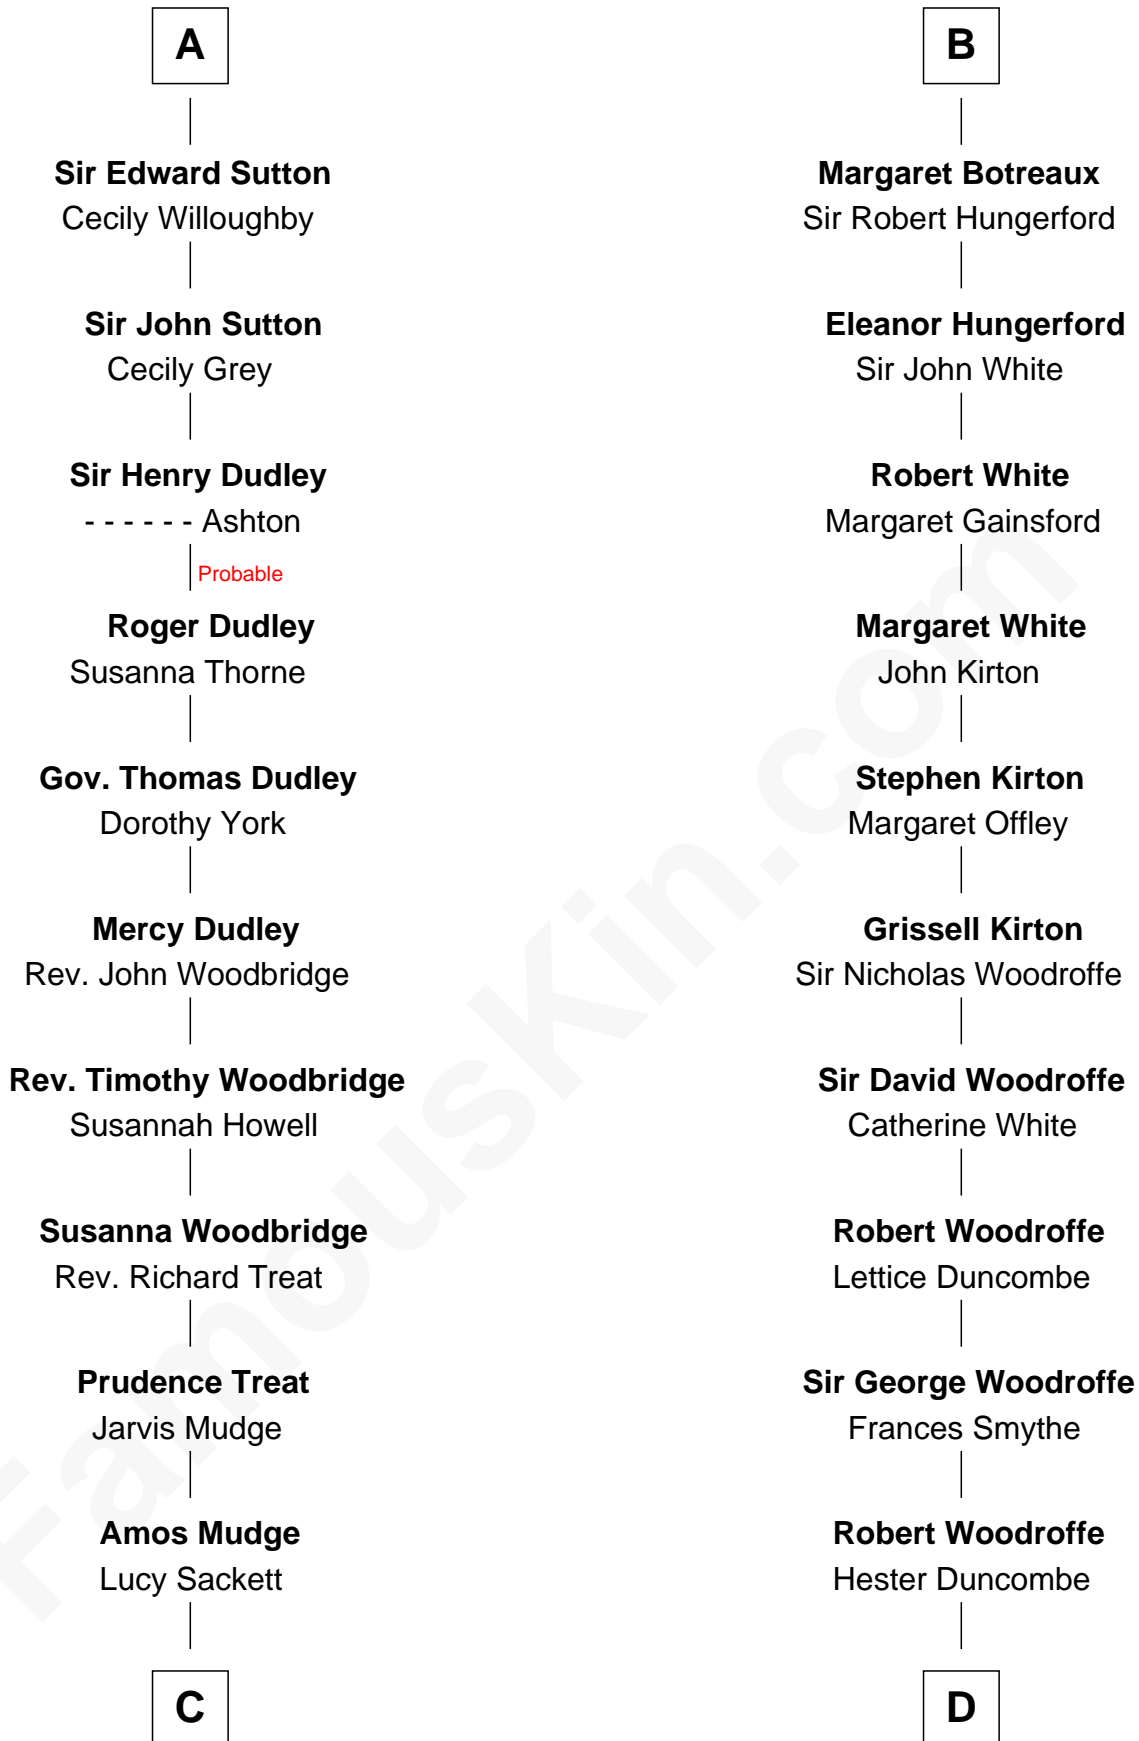 A
Sir Edward Sutton
Cecily Willoughby
Sir John Sutton
Cecily Grey
Sir Henry Dudley
- - - - - - Ashton
Probable
Roger Dudley
Susanna Thorne
Gov. Thomas Dudley
Dorothy York
Mercy Dudley
Rev. John Woodbridge
Rev. Timothy Woodbridge
Susannah Howell
Susanna Woodbridge
Rev. Richard Treat
Prudence Treat
Jarvis Mudge
Amos Mudge
Lucy Sackett
C
B
Margaret Botreaux
Sir Robert Hungerford
Eleanor Hungerford
Sir John White
Robert White
Margaret Gainsford
Margaret White
John Kirton
Stephen Kirton
Margaret Offley
Grissell Kirton
Sir Nicholas Woodroffe
Sir David Woodroffe
Catherine White
Robert Woodroffe
Lettice Duncombe
Sir George Woodroffe
Frances Smythe
Robert Woodroffe
Hester Duncombe
D
FamousKin.com